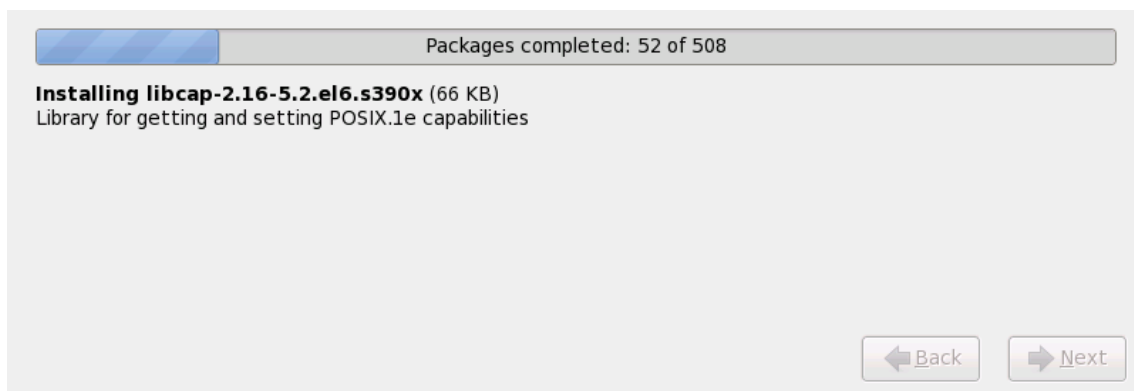 Packages completed: 52 of 508
Installing libcap-2.16-5.2.el6.s390x (66 KB)
Library for getting and setting POSIX.1e capabilities
Back
Next